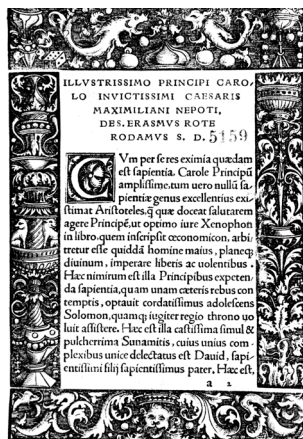 ILLVSTRISSIMO PRINCIPI CARO
LO INVICTISSIMI CAESARIS
MAXIMILIANI NEPOTI,
DES. ERASMVS ROTE
RODAMVS S. D. 5159
CVm per se res eximia quædam
est sapientia. Carole Principũ
amplissime, tum uero nullũ sa
pientiæ genus excellentius exi
stimat Aristoteles, q̃ quæ doceat salutarem
agere Principẽ, ut optimo iure Xenophon
in libro, quem inscripsit œconomicon, arbi
tretur esse quiddã homine maius, planeq;
diuinum, imperare liberis ac uolentibus.
Hæc nimirum est illa Principibus expeten
da sapientia, quam unam cæteris rebus con
temptis, optauit cordatissimus adolescens
Solomon, quamq; iugiter regio throno uo
luit assistere. Hæc est illa castissima simul &
pulcherrima Sunamitis, cuius unius com
plexibus unice delectatus est Dauid, sapi
entissimi filij sapientissimus pater. Hæc est,
a 2